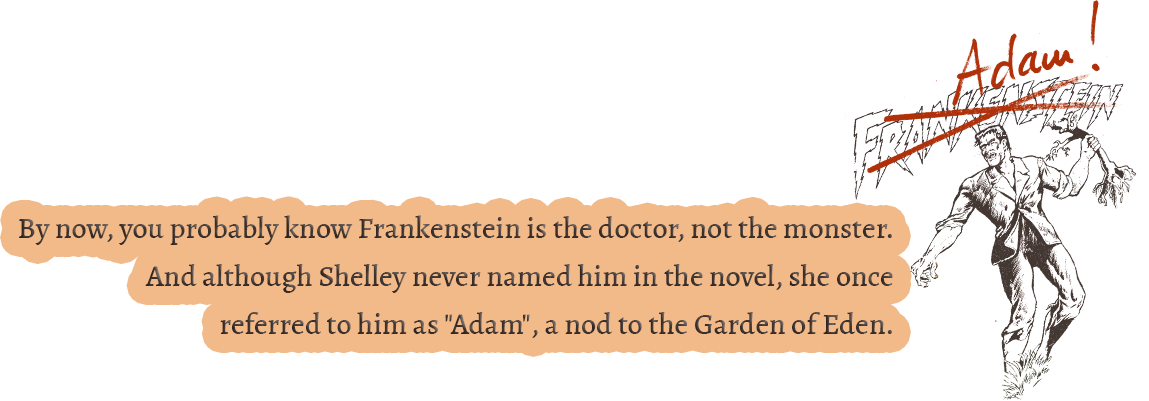 Adam!
FRANKENSTEIN
By now, you probably know Frankenstein is the doctor, not the monster.
And although Shelley never named him in the novel, she once
referred to him as "Adam", a nod to the Garden of Eden.